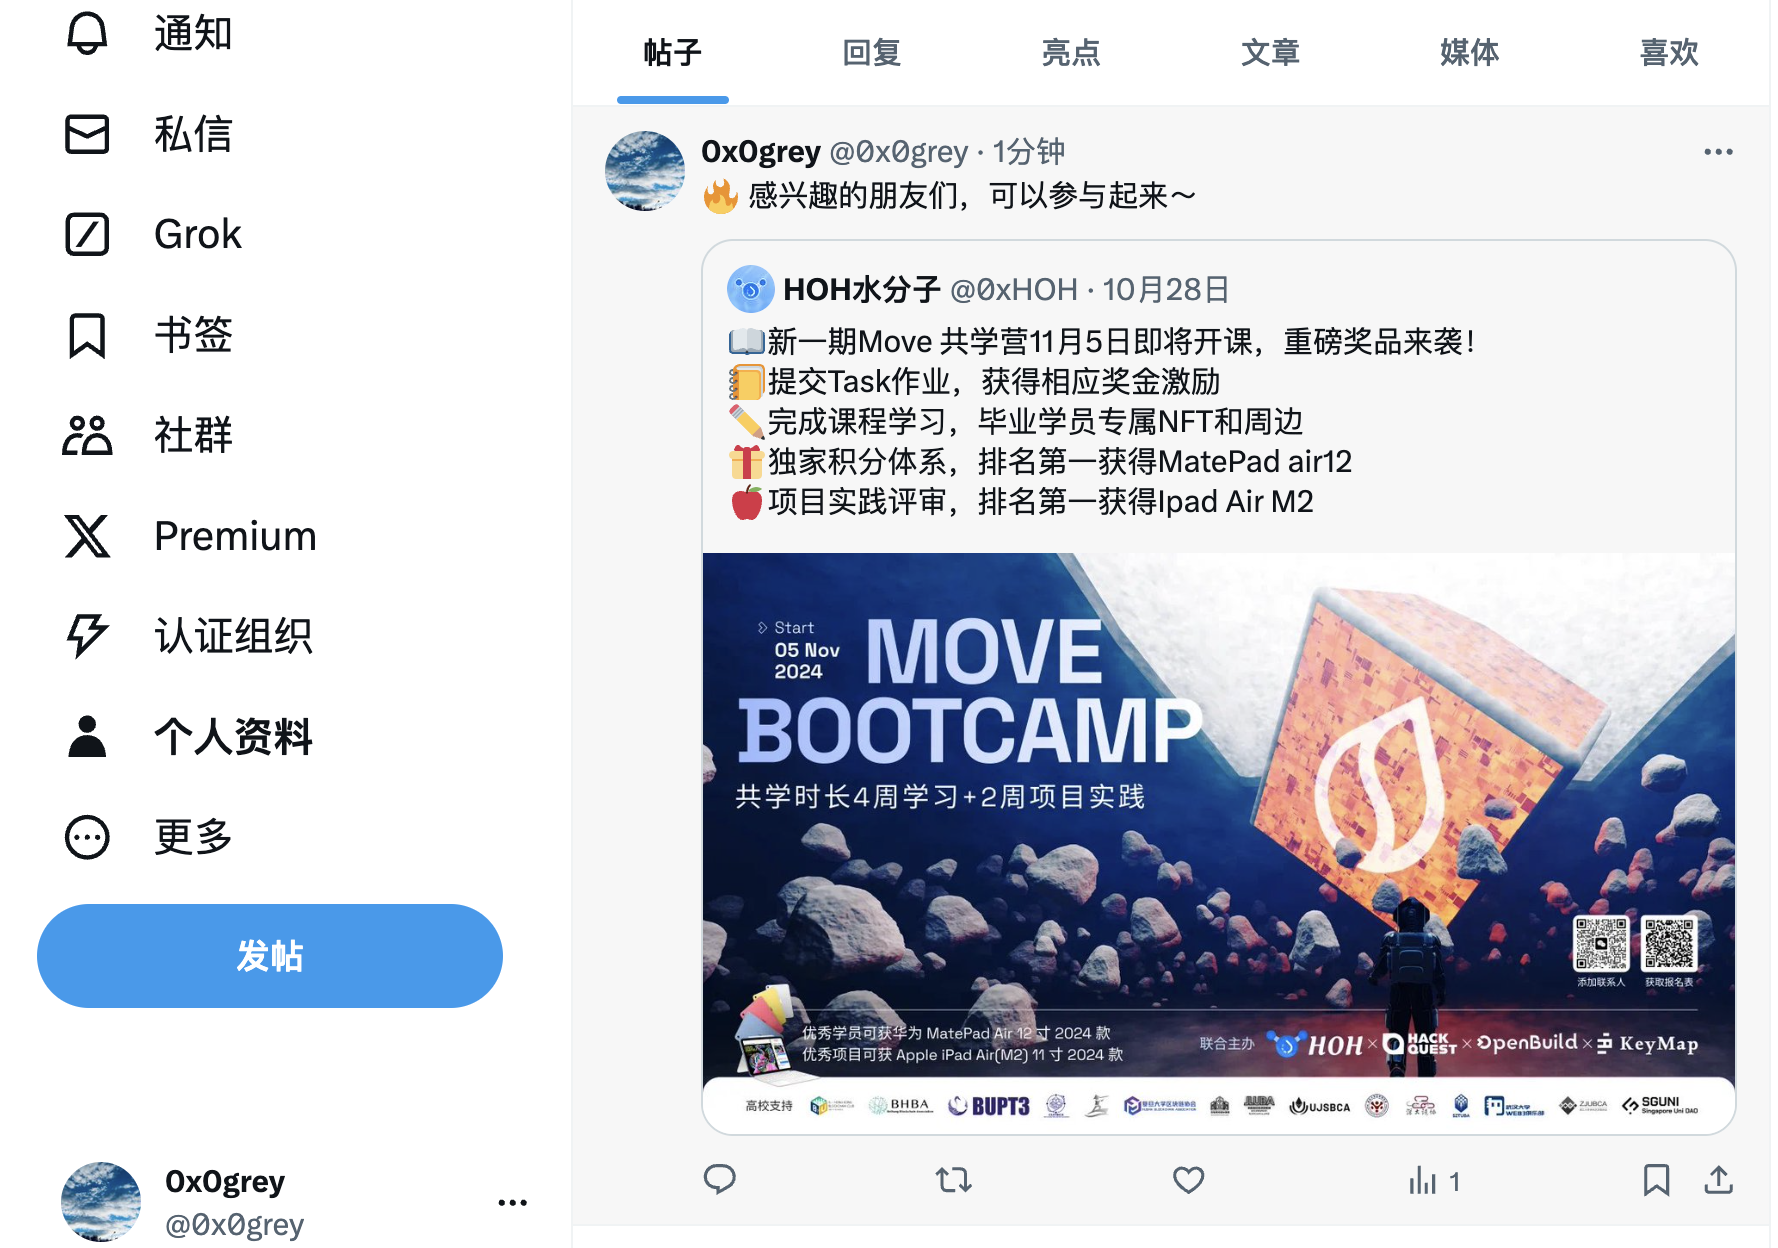 通知
私信
Grok
书签
社群
Premium
认证组织
个人资料
更多
发帖
0x0grey
@0x0grey
帖子 回复 亮点 文章 媒体 喜欢
0x0grey @0x0grey · 1分钟
🔥 感兴趣的朋友们，可以参与起来～
HOH水分子 @0xHOH · 10月28日
📖新一期Move 共学营11月5日即将开课，重磅奖品来袭！
📒提交Task作业，获得相应奖金激励
✏️完成课程学习，毕业学员专属NFT和周边
🎁独家积分体系，排名第一获得MatePad air12
🍎项目实践评审，排名第一获得Ipad Air M2
Start
05 Nov
2024
MOVE
BOOTCAMP
共学时长4周学习+2周项目实践
添加联系人 获取报名表
优秀学员可获华为 MatePad Air 12 寸 2024 款
优秀项目可获 Apple iPad Air(M2) 11 寸 2024 款
联合主办 HOH × HACK QUEST × OpenBuild × KeyMap
高校支持 BHBA BUPT3 UJSBCA ZJUBCA SGUNI
Singapore Uni DAO
1